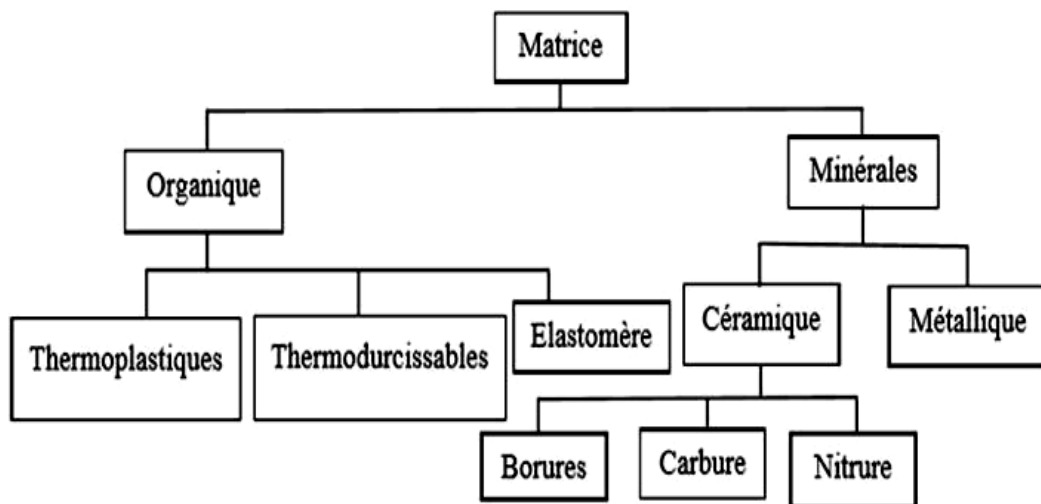 Matrice
Organique
Minérales
Thermoplastiques
Thermodurcissables
Elastomère
Céramique
Métallique
Borures
Carbure
Nitrure